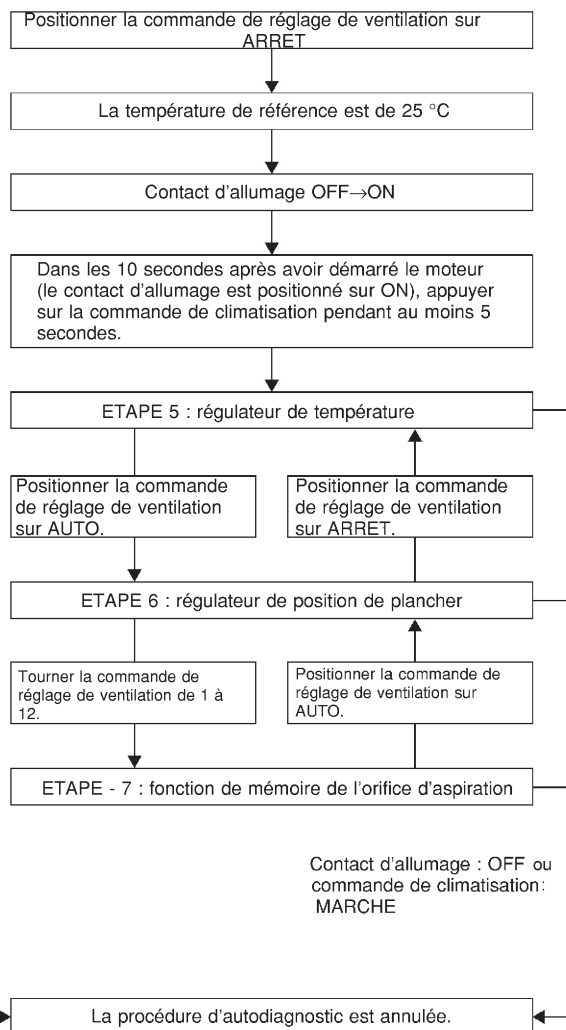 Positionner la commande de réglage de ventilation sur
ARRET
La température de référence est de 25 °C
Contact d'allumage OFF→ON
Dans les 10 secondes après avoir démarré le moteur
(le contact d'allumage est positionné sur ON), appuyer
sur la commande de climatisation pendant au moins 5
secondes.
ETAPE 5 : régulateur de température
Positionner la commande
de réglage de ventilation
sur AUTO.
Positionner la commande
de réglage de ventilation
sur ARRET.
ETAPE 6 : régulateur de position de plancher
Tourner la commande de
réglage de ventilation de 1 à
12.
Positionner la commande de
réglage de ventilation sur
AUTO.
ETAPE - 7 : fonction de mémoire de l'orifice d'aspiration
Contact d'allumage : OFF ou
commande de climatisation:
MARCHE
La procédure d'autodiagnostic est annulée.